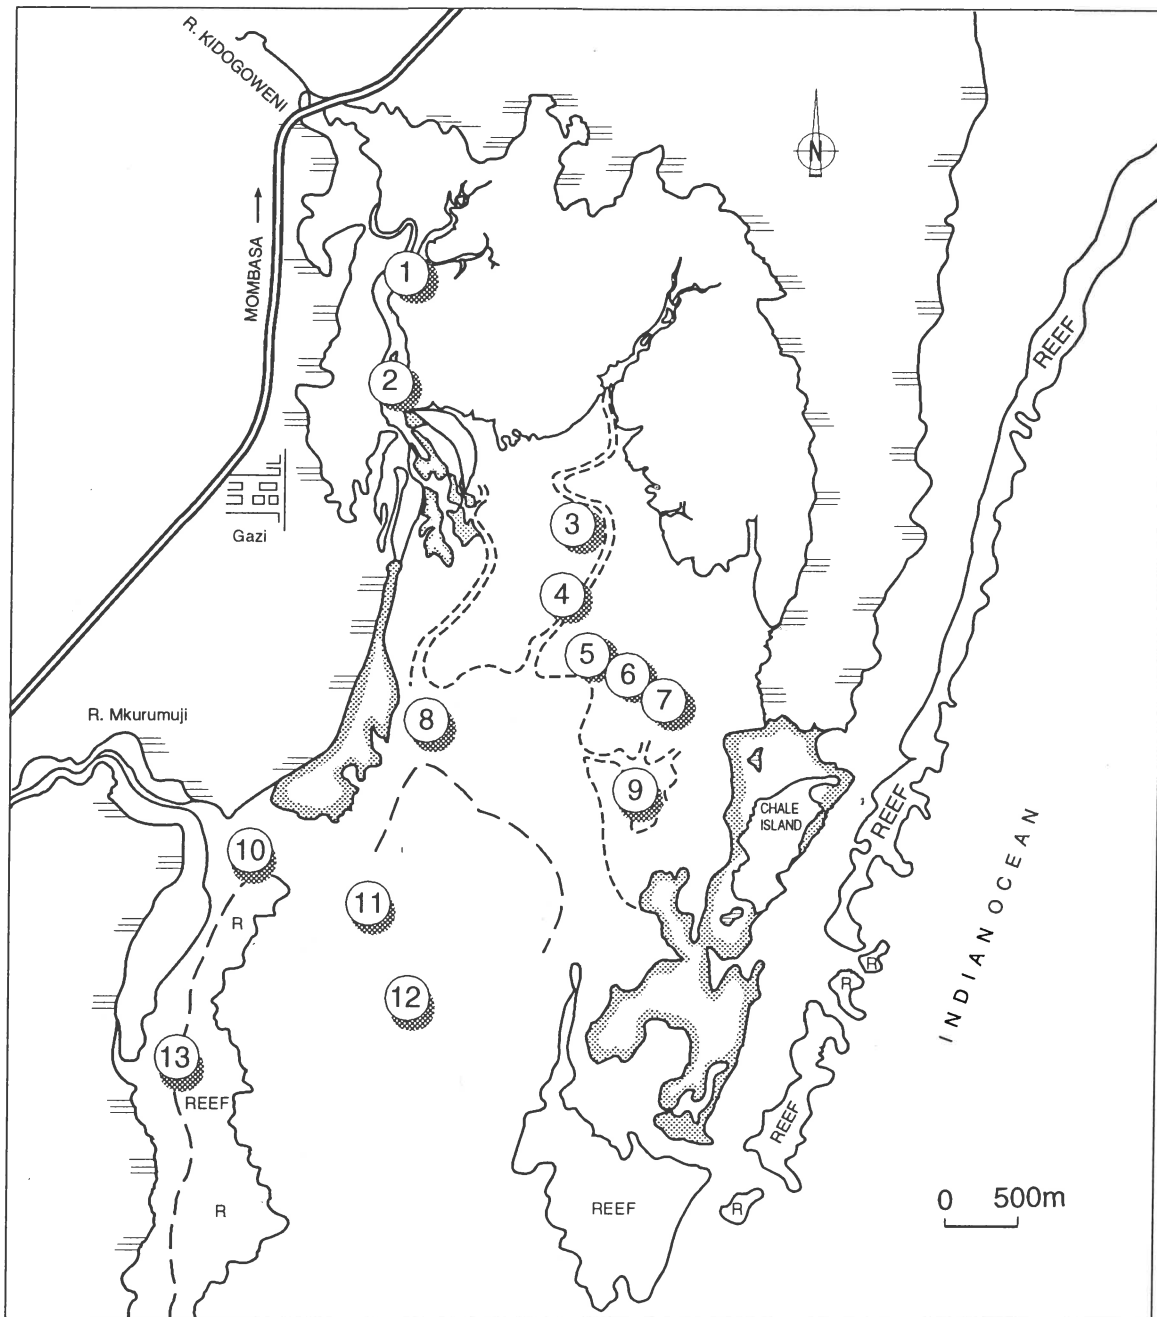 R. KIDOGOWENI
N
MOMBASA
1
2
REEF
3
Gazi
4
5
6
7
R. Mkurumuji
8
9
CHALE
ISLAND
REEF
10
R
11
INDIAN OCEAN
R
R
12
13
REEF
REEF
R
REEF
R
0 500m